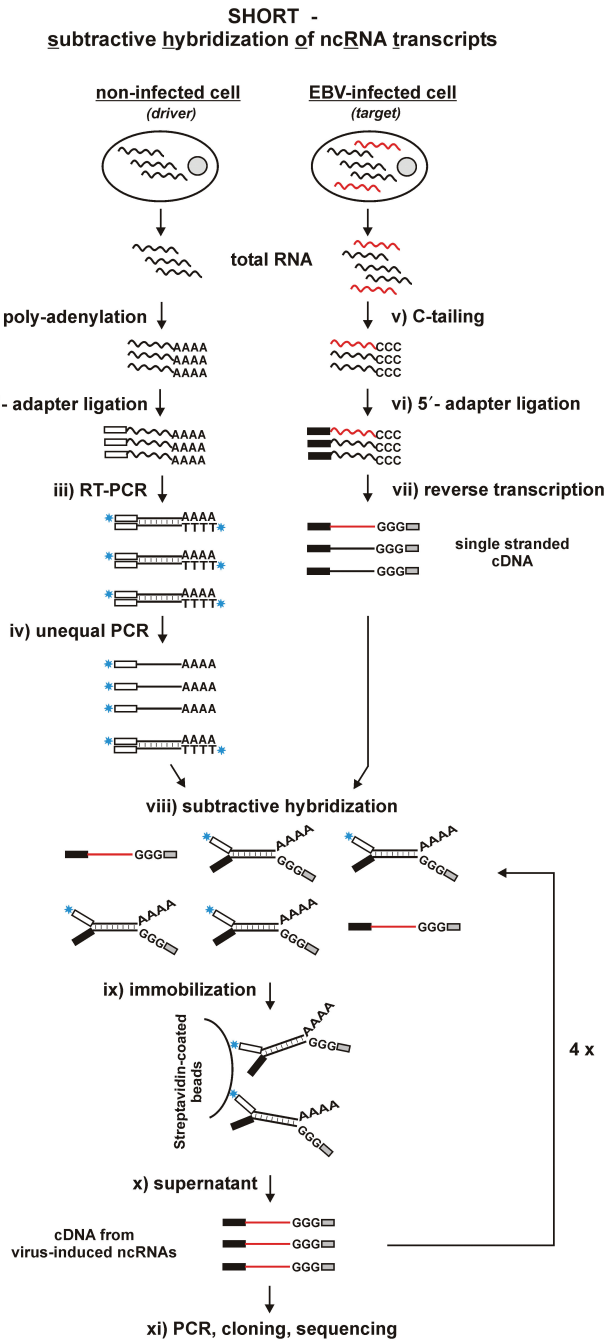 SHORT -
subtractive hybridization of ncRNA transcripts
non-infected cell
(driver)
EBV-infected cell
(target)
total RNA
poly-adenylation
v) C-tailing
AAAA
AAAA
AAAA
CCC
CCC
CCC
- adapter ligation
vi) 5′- adapter ligation
AAAA
AAAA
AAAA
CCC
CCC
CCC
iii) RT-PCR
vii) reverse transcription
AAAA
TTTT
AAAA
TTTT
AAAA
TTTT
GGG
GGG
GGG
single stranded
cDNA
iv) unequal PCR
AAAA
AAAA
AAAA
AAAA
TTTT
viii) subtractive hybridization
GGG
AAAA
GGG
AAAA
GGG
AAAA
GGG
AAAA
GGG
GGG
ix) immobilization
Streptavidin-coated
beads
AAAA
GGG
AAAA
GGG
4 x
x) supernatant
cDNA from
virus-induced ncRNAs
GGG
GGG
GGG
xi) PCR, cloning, sequencing